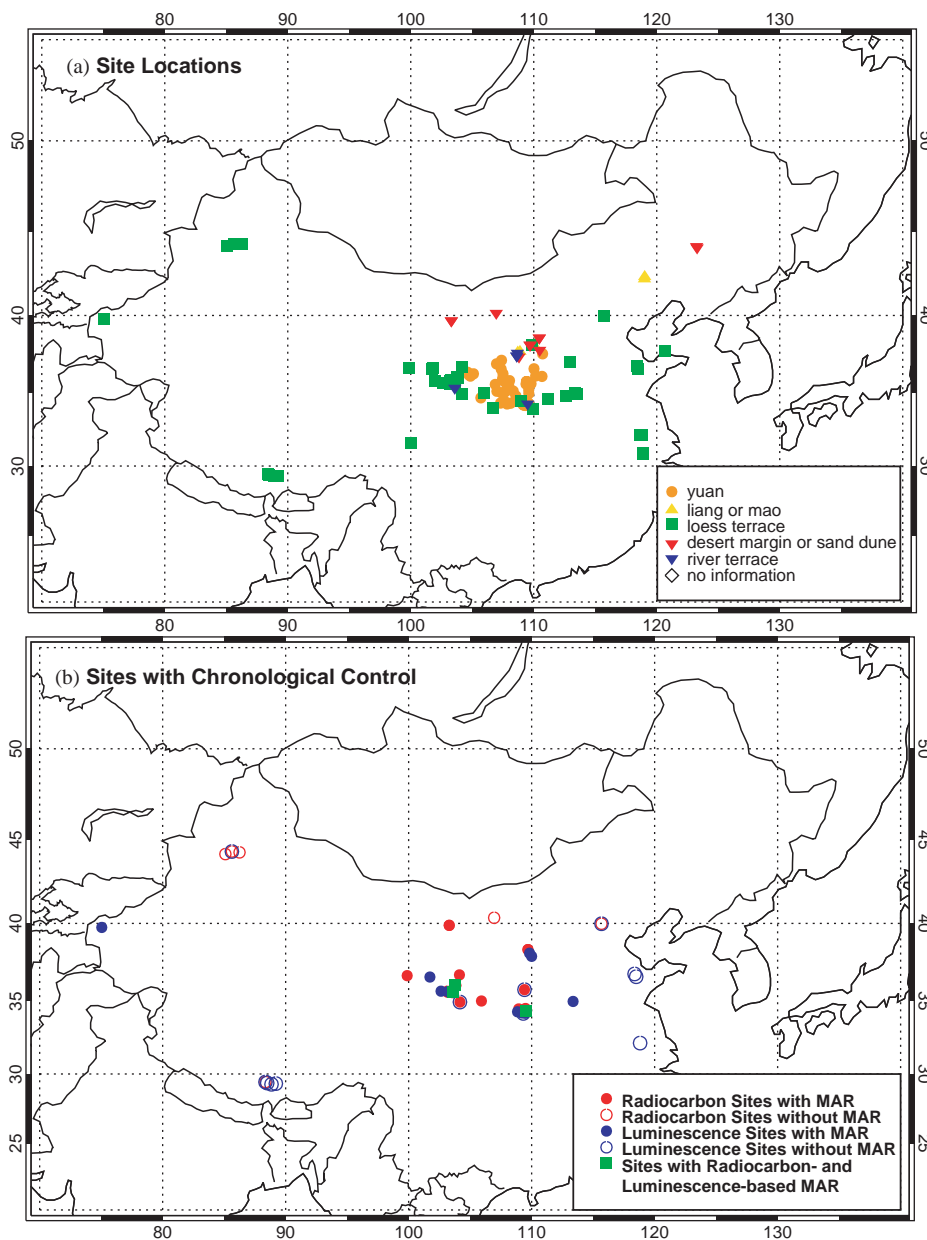 100 110 120 130
(a) Site Locations
50
50
40
40
30
30
yuan
liang or mao
loess terrace
desert margin or sand dune
river terrace
no information
80 90 100 110 120 130
80 90 100 110 120 130
(b) Sites with Chronological Control
50
50
45
45
40
40
35
35
30
30
25
25
Radiocarbon Sites with MAR
Radiocarbon Sites without MAR
Luminescence Sites with MAR
Luminescence Sites without MAR
Sites with Radiocarbon- and
Luminescence-based MAR
80 90 100 110 120 130